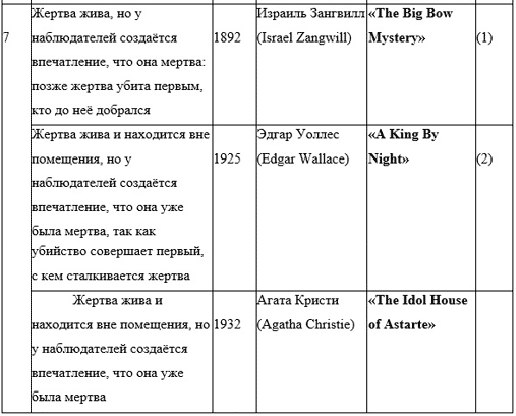 Жертва жива, но у
наблюдателей создаётся
впечатление, что она мертва:
позже жертва убита первым,
кто до неё добрался
7
1892
Израиль Зангвилл
(Israel Zangwill)
«The Big Bow
Mystery»
(1)
Жертва жива и находится вне
помещения, но у
наблюдателей создаётся
впечатление, что она уже
была мертва, так как
убийство совершает первый,
с кем сталкивается жертва
1925
Эдгар Уоллес
(Edgar Wallace)
«A King By
Night»
(2)
Жертва жива и
находится вне помещения, но
у наблюдателей создаётся
впечатление, что она уже
была мертва
1932
Агата Кристи
(Agatha Christie)
«The Idol House
of Astarte»